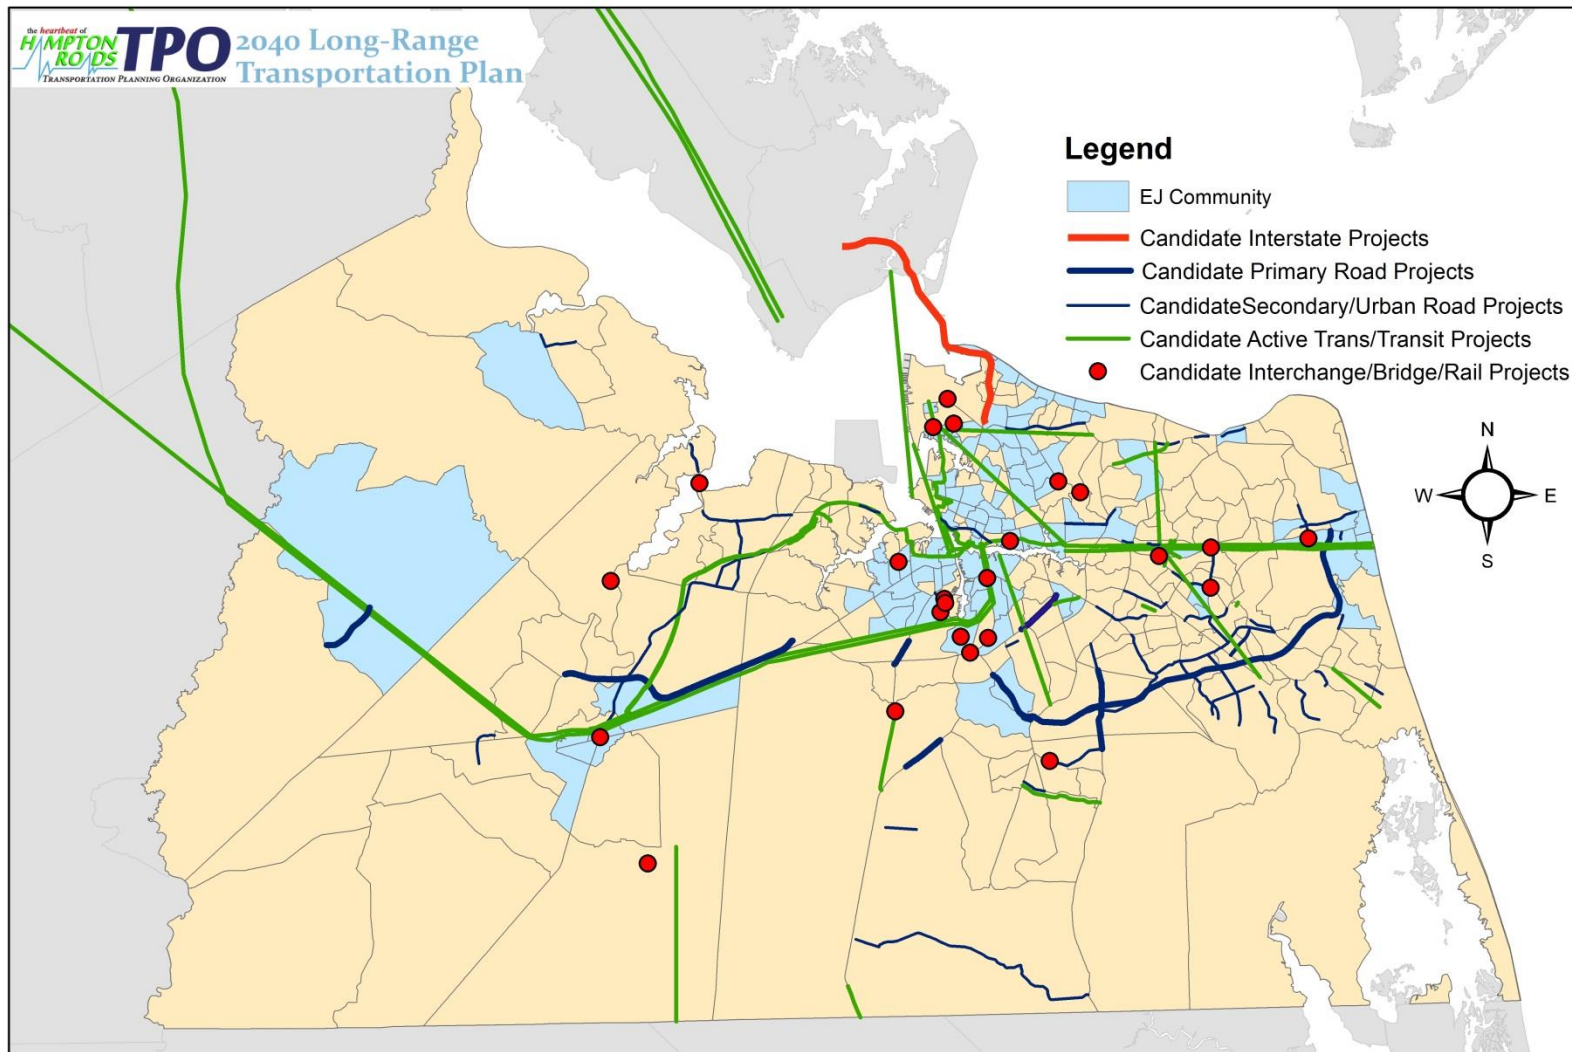 the heartbeat of
HAMPTON
ROADS
TPO
TRANSPORTATION PLANNING ORGANIZATION
2040 Long-Range
Transportation Plan
Legend
EJ Community
Candidate Interstate Projects
Candidate Primary Road Projects
CandidateSecondary/Urban Road Projects
Candidate Active Trans/Transit Projects
Candidate Interchange/Bridge/Rail Projects
N
W E
S